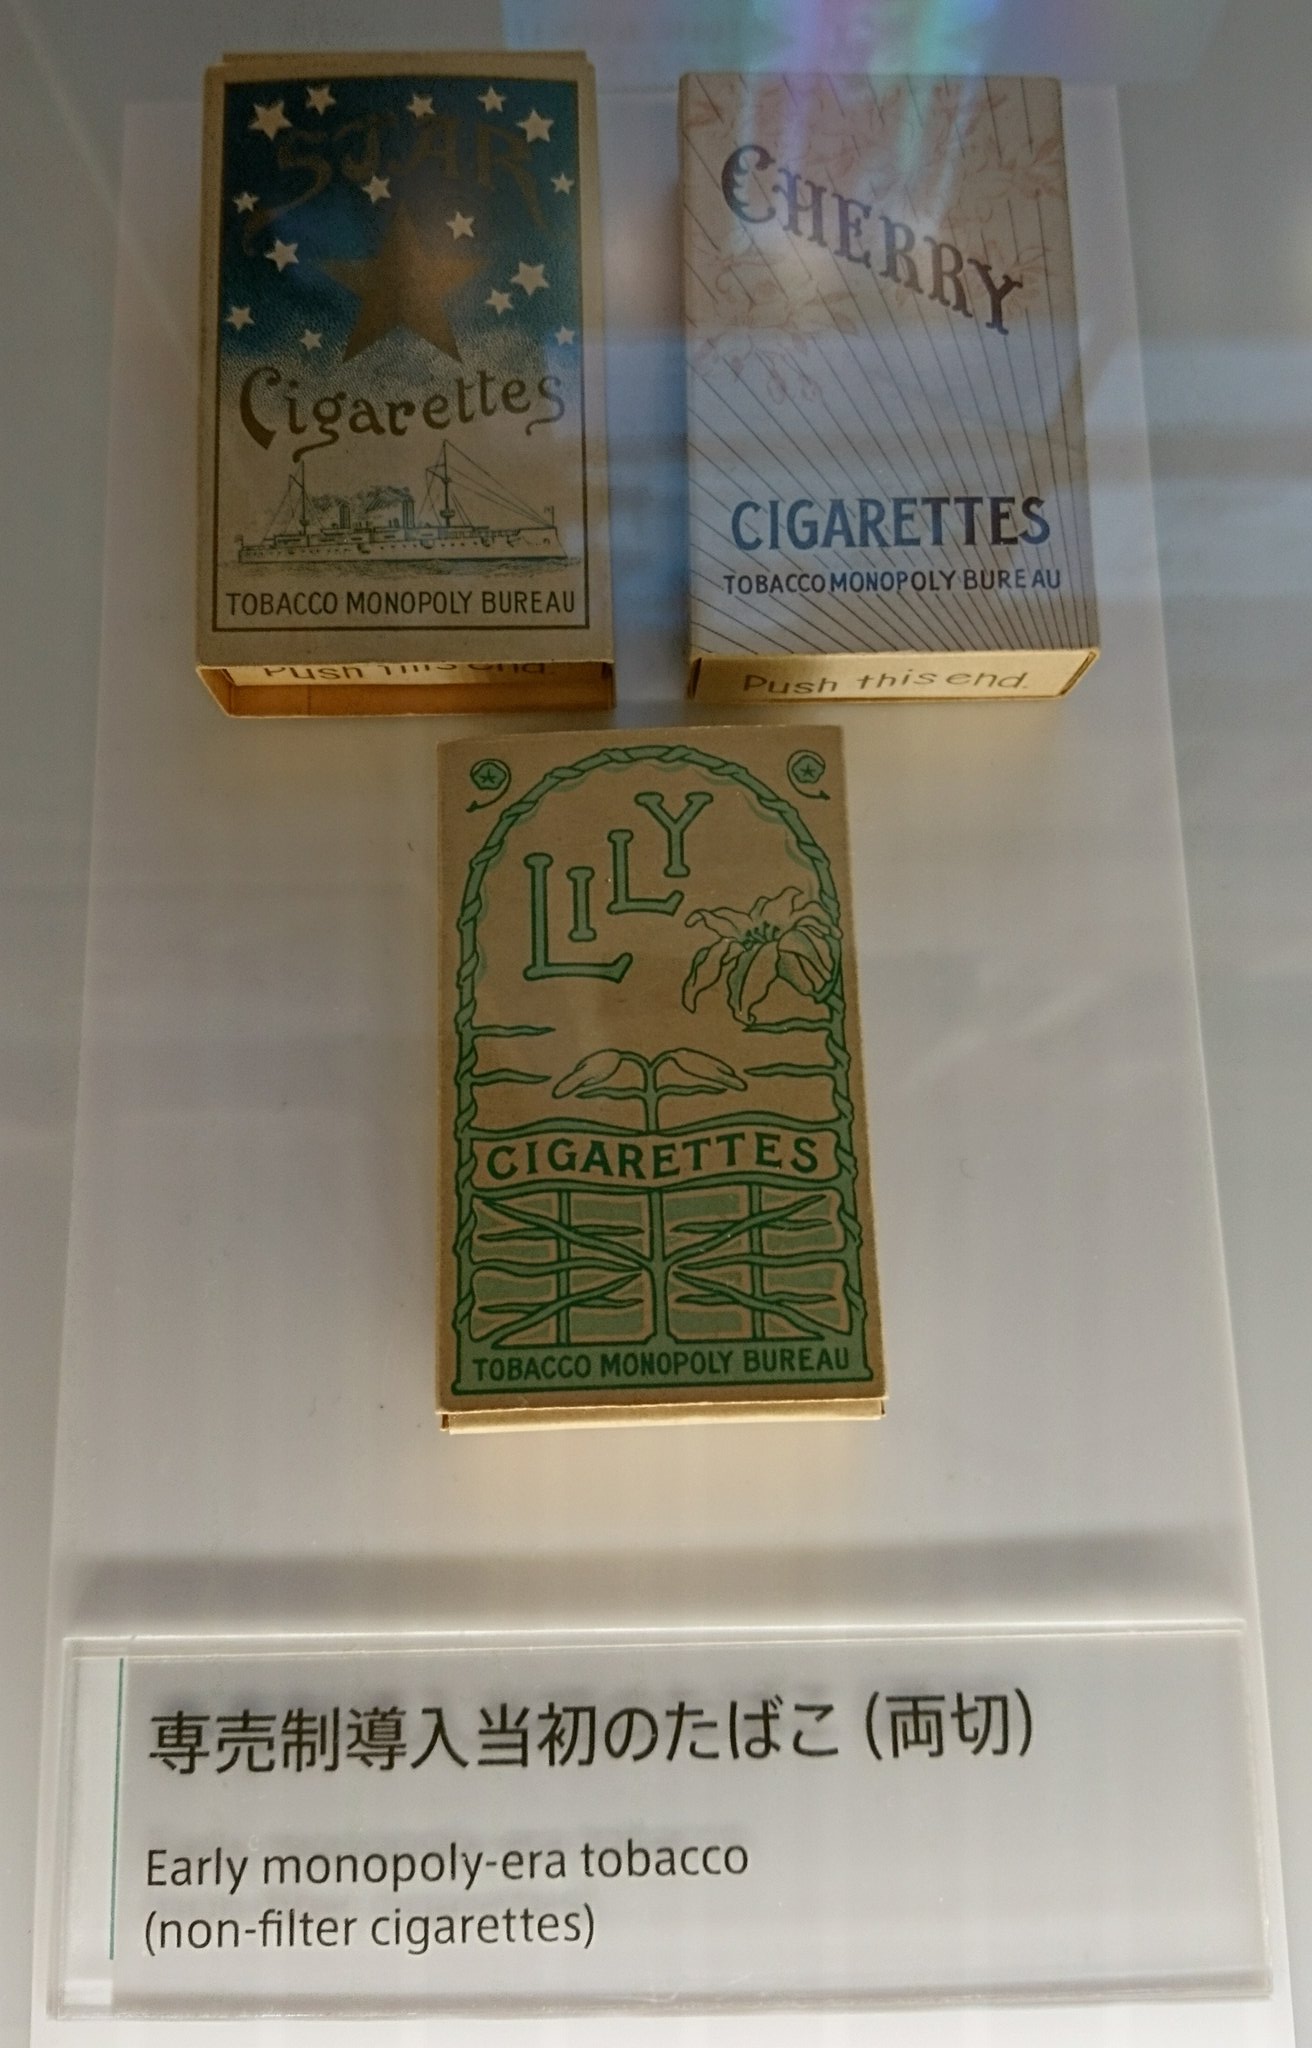 STAR
Cigarettes
TOBACCO MONOPOLY BUREAU
Push this end.
CHERRY
CIGARETTES
TOBACCO MONOPOLY BUREAU
Push this end.
LILY
CIGARETTES
TOBACCO MONOPOLY BUREAU
専売制導入当初のたばこ（両切）
Early monopoly-era tobacco
(non-filter cigarettes)